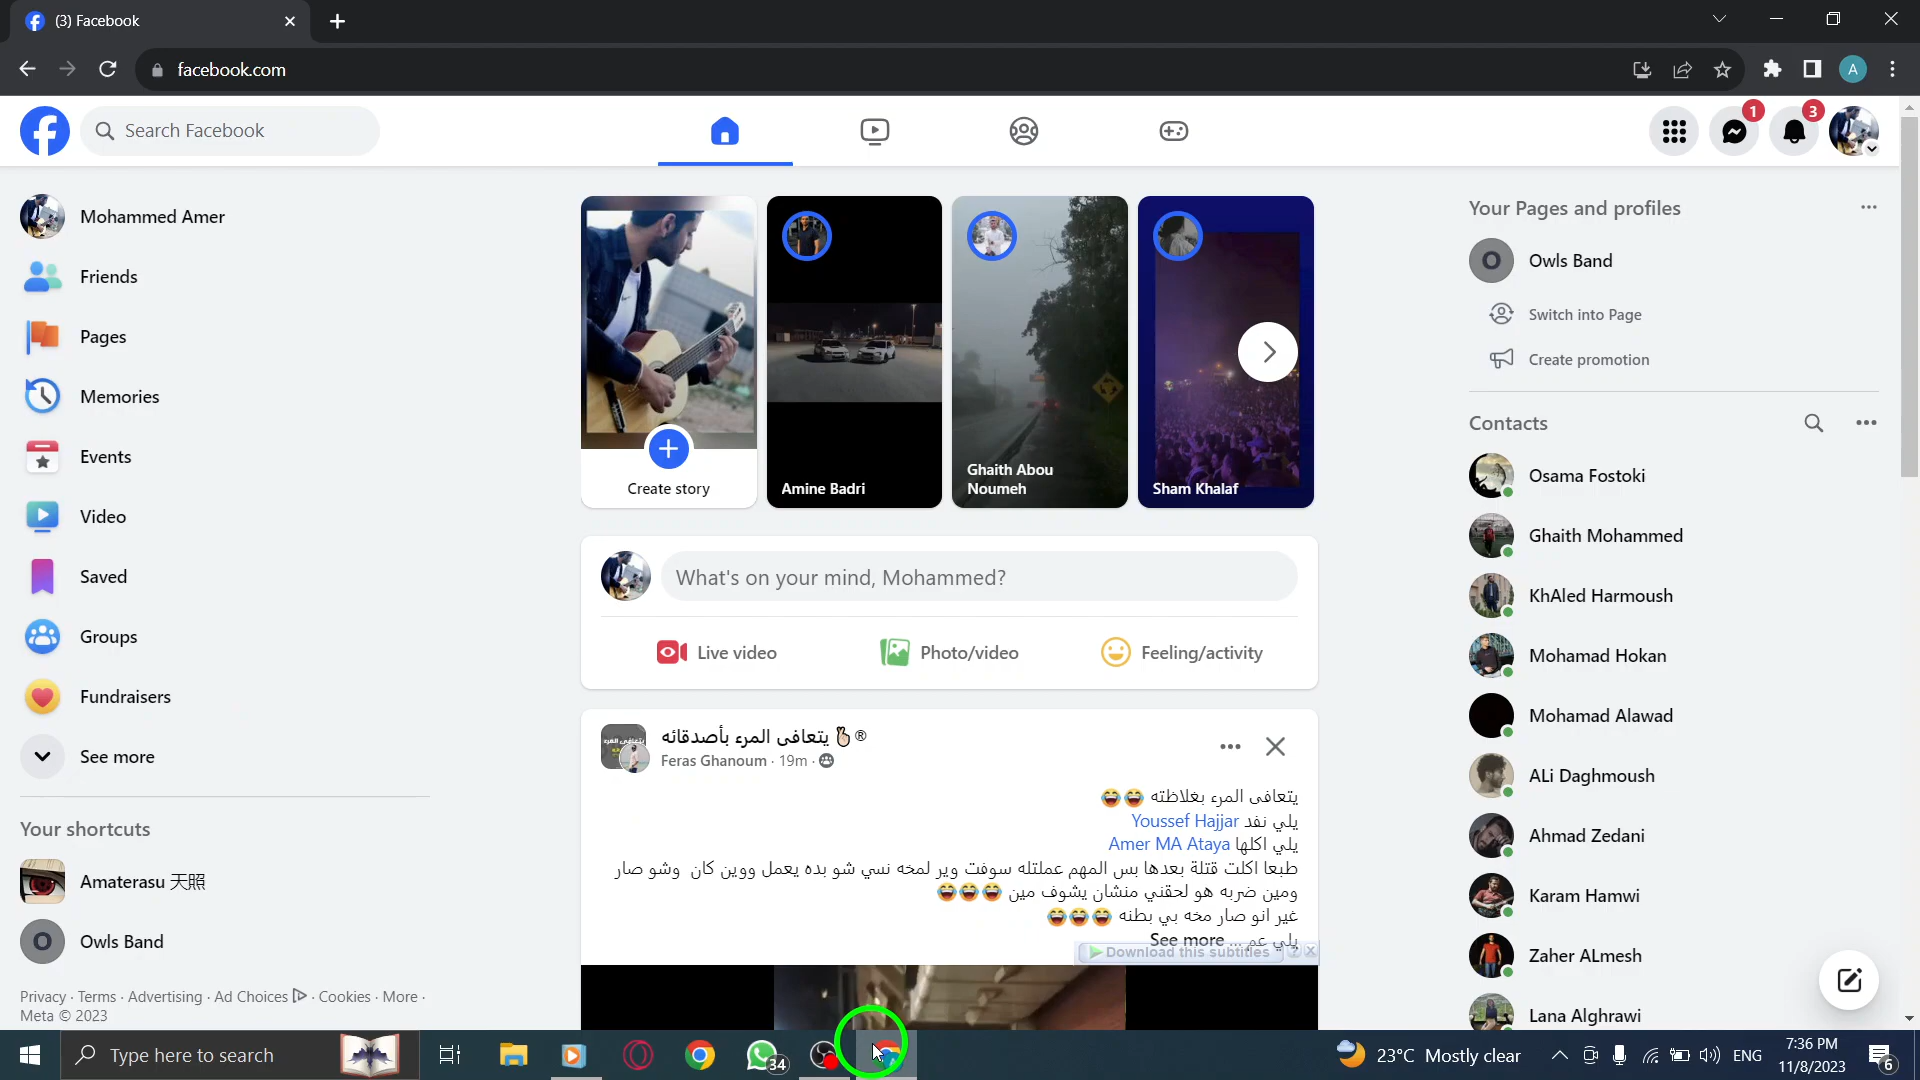 (3) Facebook
facebook.com
Search Facebook
1
3
Mohammed Amer
Friends
Pages
Memories
Events
Video
Saved
Groups
Fundraisers
See more
Your shortcuts
Amaterasu 天照
O Owls Band
Privacy · Terms · Advertising · Ad Choices · Cookies · More ·
Meta © 2023
Create story
Amine Badri
Ghaith Abou
Noumeh
Sham Khalaf
What's on your mind, Mohammed?
Live video
Photo/video
Feeling/activity
يتعافى المرء بأصدقائه 🤞🏻®
Feras Ghanoum · 19m ·
يتعافى المرء بغلاظته 😂😂
يلي نفد Youssef Hajjar
يلي اكلها Amer MA Ataya
طبعا اكلت قتلة بعدها بس المهم عملتله سوفت وير لمخه نسي شو بده يعمل ووين كان وشو صار
ومين ضربه هو لحقني منشان يشوف مين 😂😂😂
غير انو صار مخه بي بطنه 😂😂😂
يلي عم ... See more
Download this subtitles ? X
Your Pages and profiles
O Owls Band
Switch into Page
Create promotion
Contacts
Osama Fostoki
Ghaith Mohammed
KhAled Harmoush
Mohamad Hokan
Mohamad Alawad
ALi Daghmoush
Ahmad Zedani
Karam Hamwi
Zaher ALmesh
Lana Alghrawi
A
Type here to search
34
23°C Mostly clear
ENG
7:36 PM
11/8/2023
6